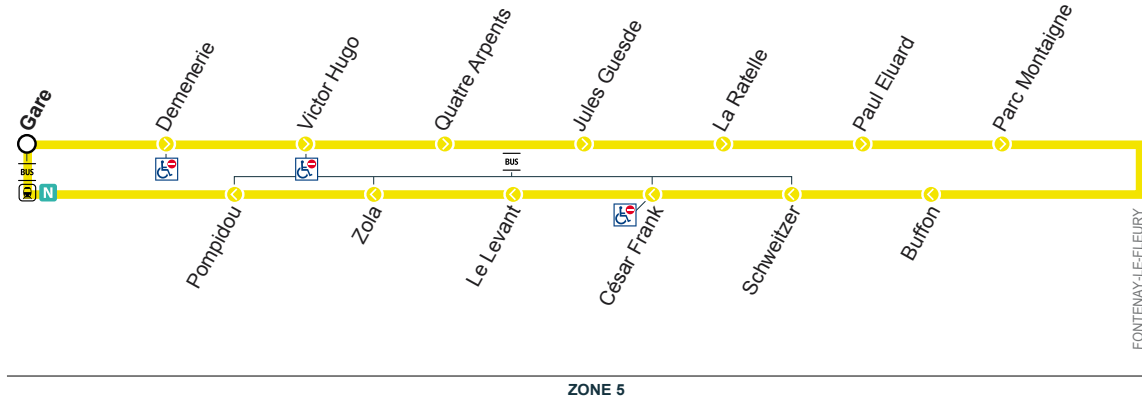 Gare
Demenerie
Victor Hugo
Quatre Arpents
Jules Guesde
La Ratelle
Paul Eluard
Parc Montaigne
BUS
BUS
N
Pompidou
Zola
Le Levant
César Frank
Schweitzer
Buffon
FONTENAY-LE-FLEURY
ZONE 5